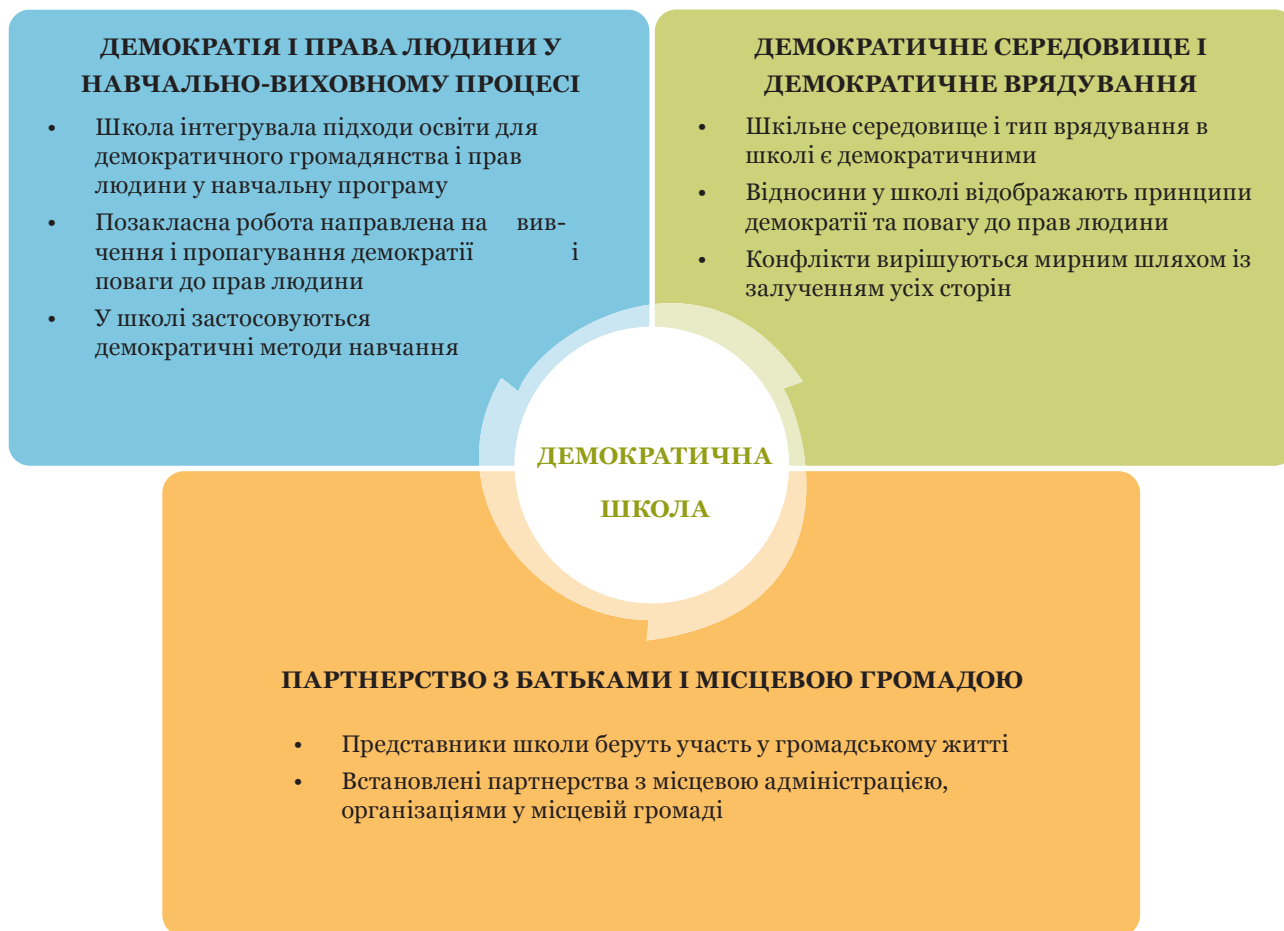 ДЕМОКРАТІЯ І ПРАВА ЛЮДИНИ У
НАВЧАЛЬНО-ВИХОВНОМУ ПРОЦЕСІ
• Школа інтегрувала підходи освіти для
демократичного громадянства і прав
людини у навчальну програму
• Позакласна робота направлена на вив-
чення і пропагування демократії і
поваги до прав людини
• У школі застосовуються
демократичні методи навчання
ДЕМОКРАТИЧНЕ СЕРЕДОВИЩЕ І
ДЕМОКРАТИЧНЕ ВРЯДУВАННЯ
• Шкільне середовище і тип врядування в
школі є демократичними
• Відносини у школі відображають принципи
демократії та повагу до прав людини
• Конфлікти вирішуються мирним шляхом із
залученням усіх сторін
ДЕМОКРАТИЧНА
ШКОЛА
ПАРТНЕРСТВО З БАТЬКАМИ І МІСЦЕВОЮ ГРОМАДОЮ
• Представники школи беруть участь у громадському житті
• Встановлені партнерства з місцевою адміністрацією,
організаціями у місцевій громаді